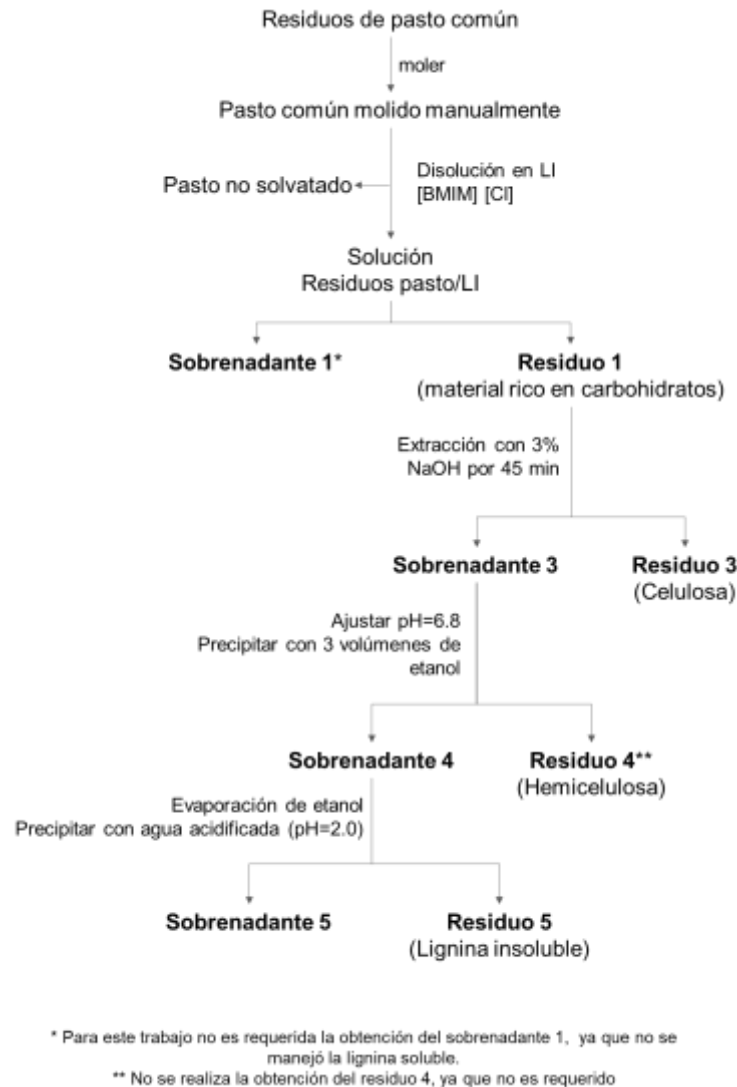 Residuos de pasto común
moler
Pasto común molido manualmente
Pasto no solvatado
Disolución en LI
[BMIM] [Cl]
Solución
Residuos pasto/LI
Sobrenadante 1*
Residuo 1
(material rico en carbohidratos)
Extracción con 3%
NaOH por 45 min
Sobrenadante 3
Residuo 3
(Celulosa)
Ajustar pH=6.8
Precipitar con 3 volúmenes de
etanol
Sobrenadante 4
Residuo 4**
(Hemicelulosa)
Evaporación de etanol
Precipitar con agua acidificada (pH=2.0)
Sobrenadante 5
Residuo 5
(Lignina insoluble)
* Para este trabajo no es requerida la obtención del sobrenadante 1, ya que no se
manejó la lignina soluble.
** No se realiza la obtención del residuo 4, ya que no es requerido